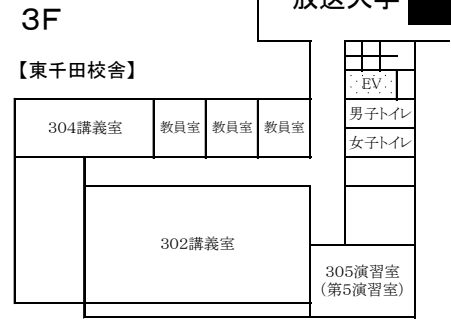 放送大学
3F
【東千田校舎】
EV
男子トイレ
304講義室
教員室
教員室
教員室
女子トイレ
302講義室
305演習室
(第5演習室)